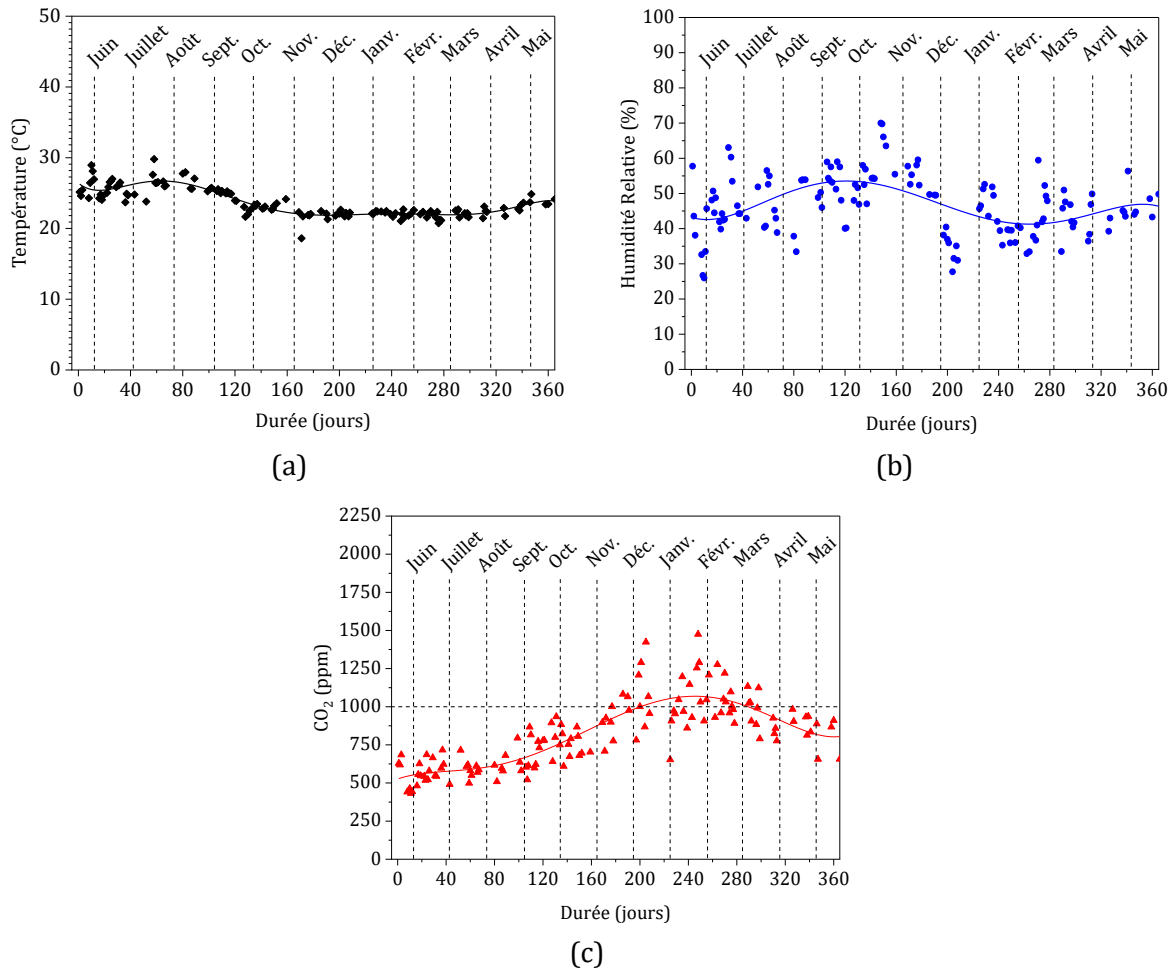 50
40
30
20
10
0
Température (°C)
Juin
Juillet
Août
Sept.
Oct.
Nov.
Déc.
Janv.
Févr.
Mars
Avril
Mai
0 40 80 120 160 200 240 280 320 360
Durée (jours)
(a)
100
90
80
70
60
50
40
30
20
10
0
Humidité Relative (%)
Juin
Juillet
Août
Sept.
Oct.
Nov.
Déc.
Janv.
Févr.
Mars
Avril
Mai
0 40 80 120 160 200 240 280 320 360
Durée (jours)
(b)
2250
2000
1750
1500
1250
1000
750
500
250
0
CO₂ (ppm)
Juin
Juillet
Août
Sept.
Oct.
Nov.
Déc.
Janv.
Févr.
Mars
Avril
Mai
0 40 80 120 160 200 240 280 320 360
Durée (jours)
(c)